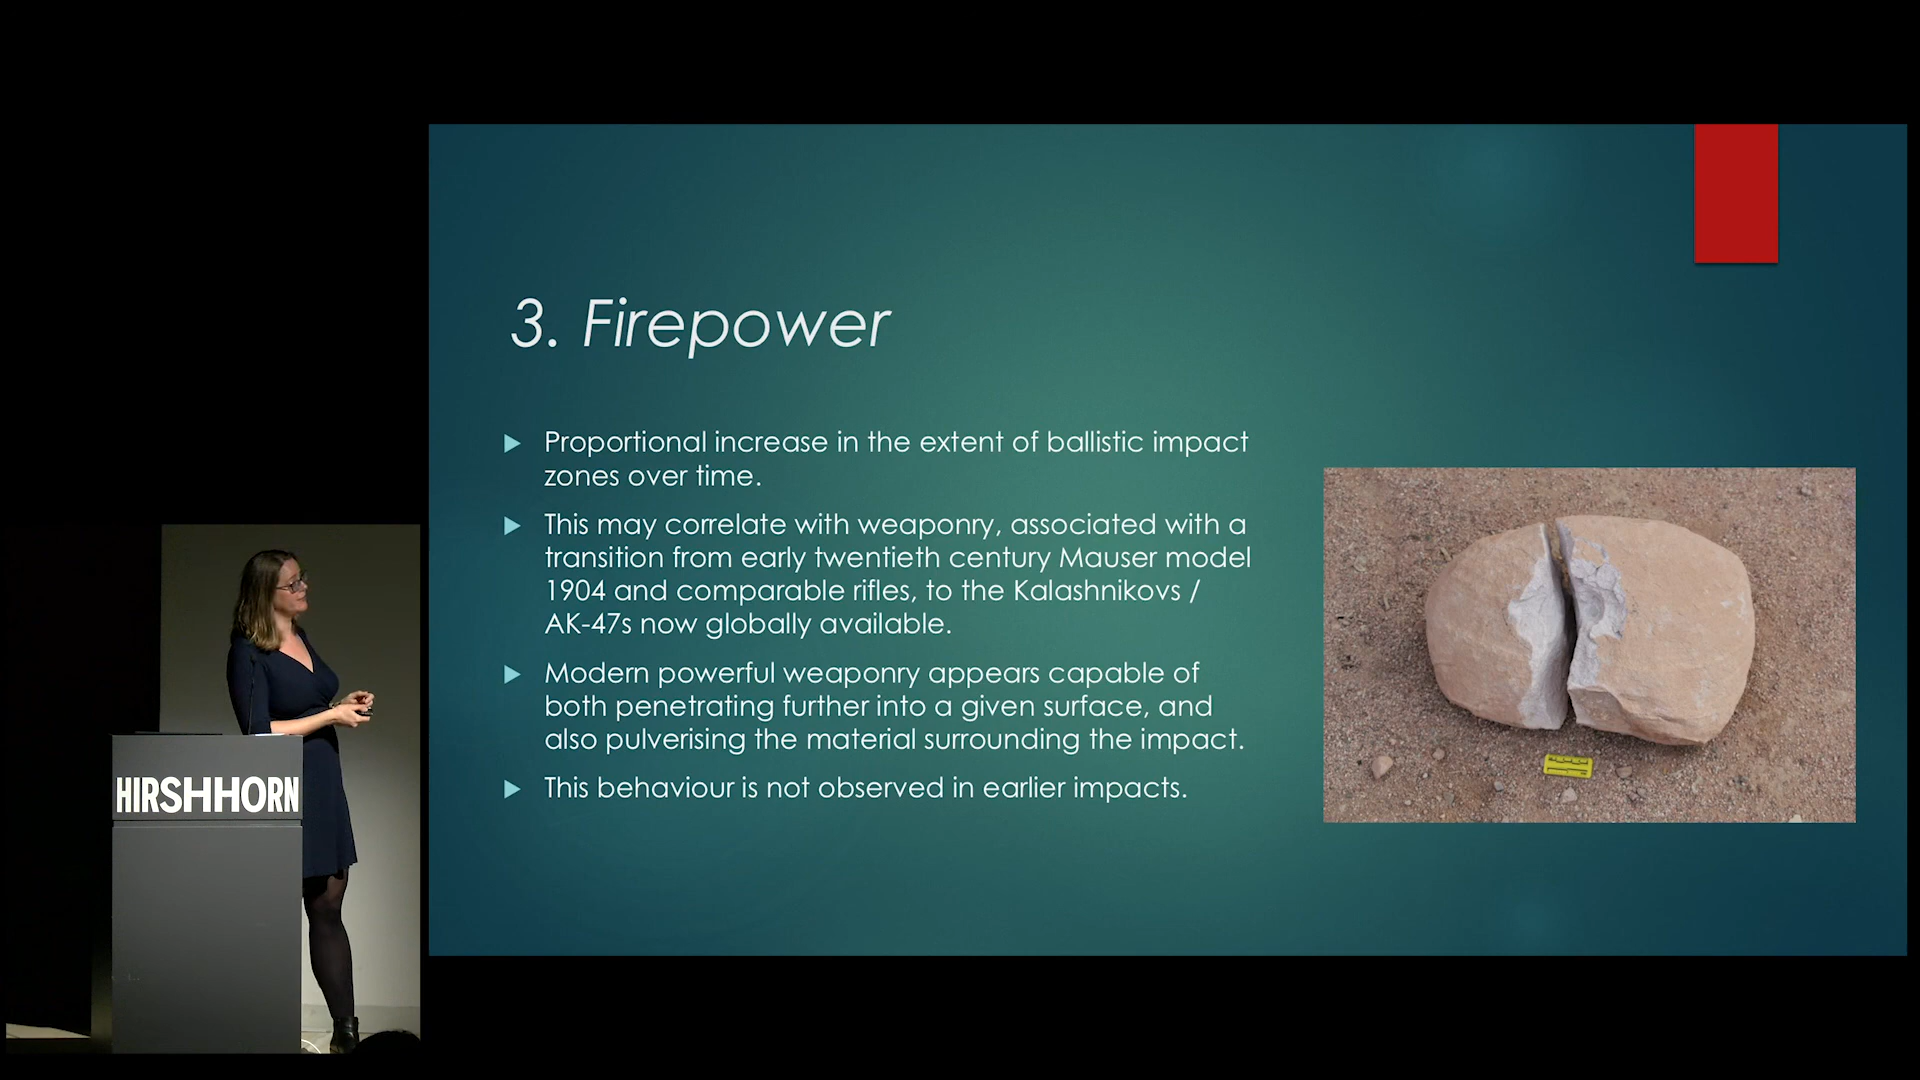 3. Firepower
Proportional increase in the extent of ballistic impact
zones over time.
This may correlate with weaponry, associated with a
transition from early twentieth century Mauser model
1904 and comparable rifles, to the Kalashnikovs /
AK-47s now globally available.
Modern powerful weaponry appears capable of
both penetrating further into a given surface, and
also pulverising the material surrounding the impact.
This behaviour is not observed in earlier impacts.
HIRSHHORN